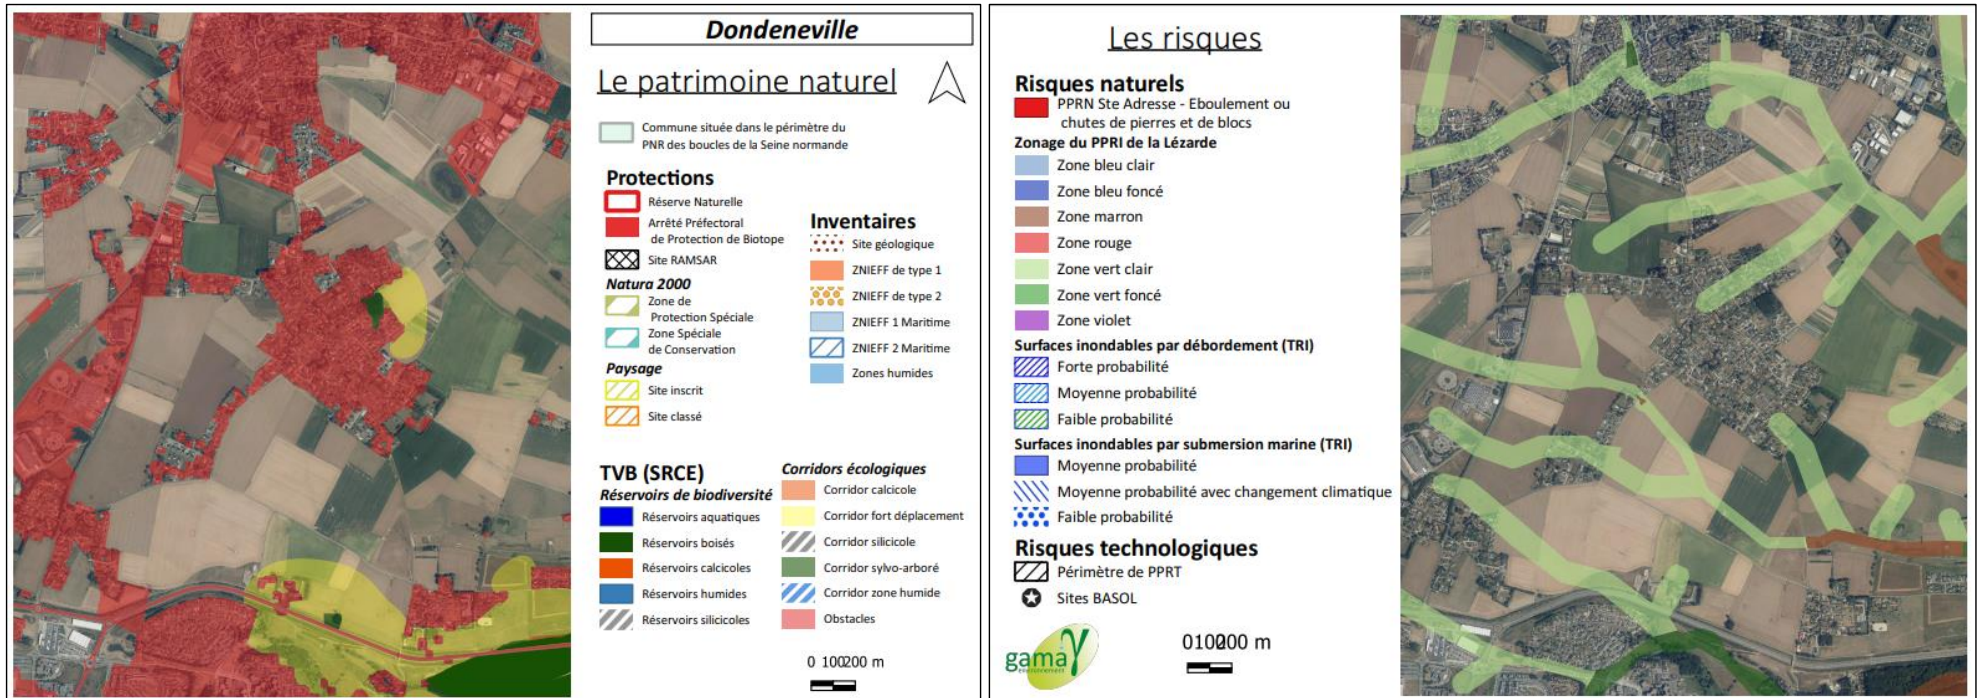 Dondeneville
Le patrimoine naturel
Commune située dans le périmètre du
PNR des boucles de la Seine normande
Protections
Réserve Naturelle
Arrêté Préfectoral
de Protection de Biotope
Site RAMSAR
Natura 2000
Zone de
Protection Spéciale
Zone Spéciale
de Conservation
Paysage
Site inscrit
Site classé
Inventaires
Site géologique
ZNIEFF de type 1
ZNIEFF de type 2
ZNIEFF 1 Maritime
ZNIEFF 2 Maritime
Zones humides
TVB (SRCE)
Réservoirs de biodiversité
Réservoirs aquatiques
Réservoirs boisés
Réservoirs calcicoles
Réservoirs humides
Réservoirs silicicoles
Corridors écologiques
Corridor calcicole
Corridor fort déplacement
Corridor silicicole
Corridor sylvo-arboré
Corridor zone humide
Obstacles
0 100200 m
Les risques
Risques naturels
PPRN Ste Adresse - Eboulement ou
chutes de pierres et de blocs
Zonage du PPRI de la Lézarde
Zone bleu clair
Zone bleu foncé
Zone marron
Zone rouge
Zone vert clair
Zone vert foncé
Zone violet
Surfaces inondables par débordement (TRI)
Forte probabilité
Moyenne probabilité
Faible probabilité
Surfaces inondables par submersion marine (TRI)
Moyenne probabilité
Moyenne probabilité avec changement climatique
Faible probabilité
Risques technologiques
Périmètre de PPRT
Sites BASOL
gama
environnement
0100200 m